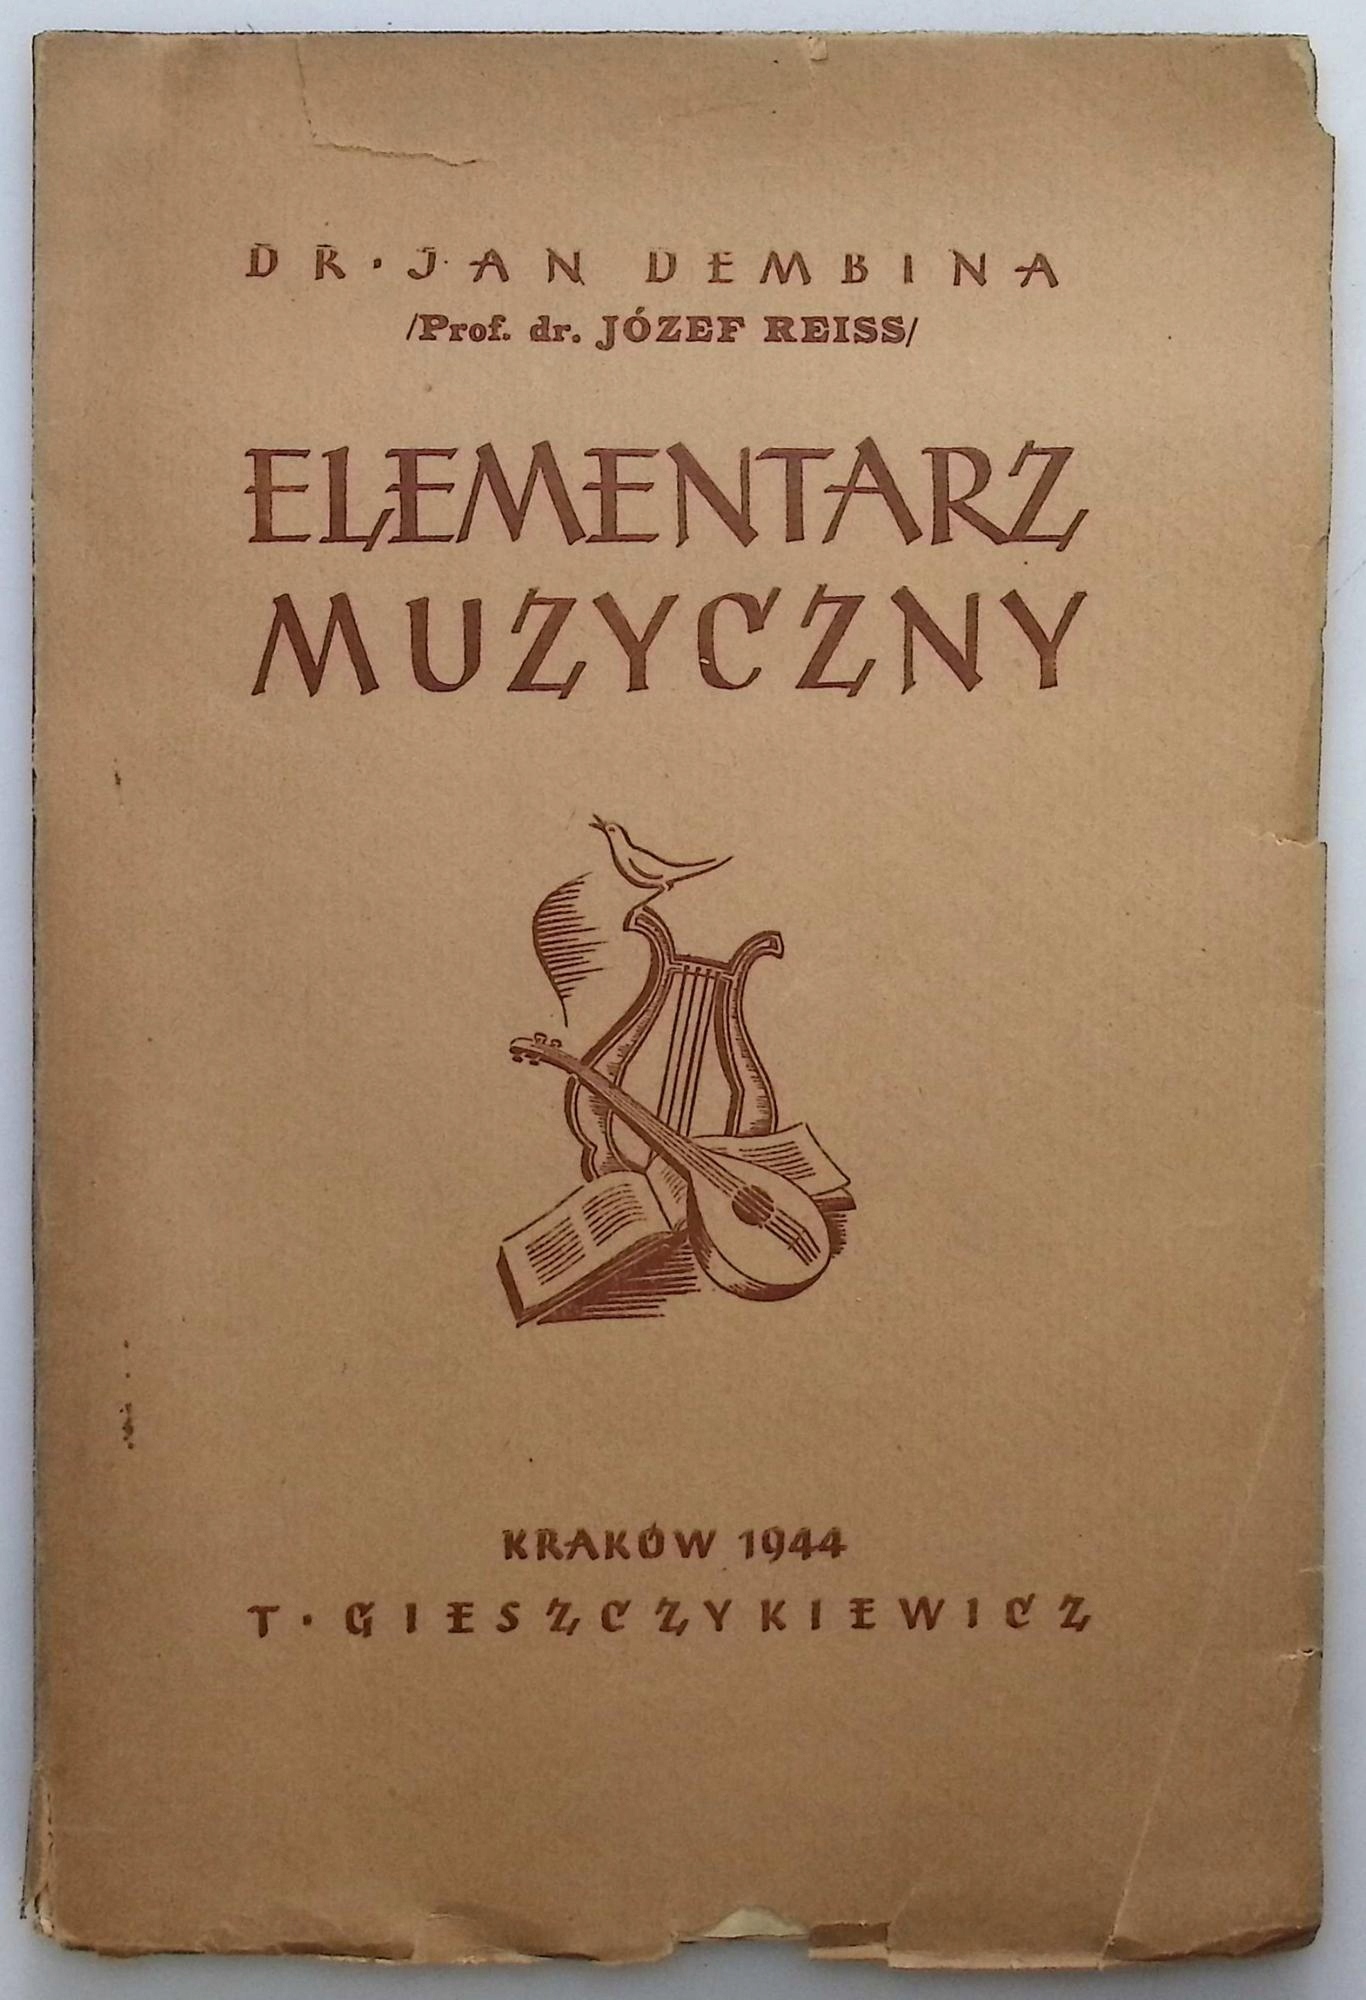 DR. JAN DEMBINA
/Prof. dr. JÓZEF REISS/
ELEMENTARZ
MUZYCZNY
KRAKÓW 1944
T. GIESZCZYKIEWICZ